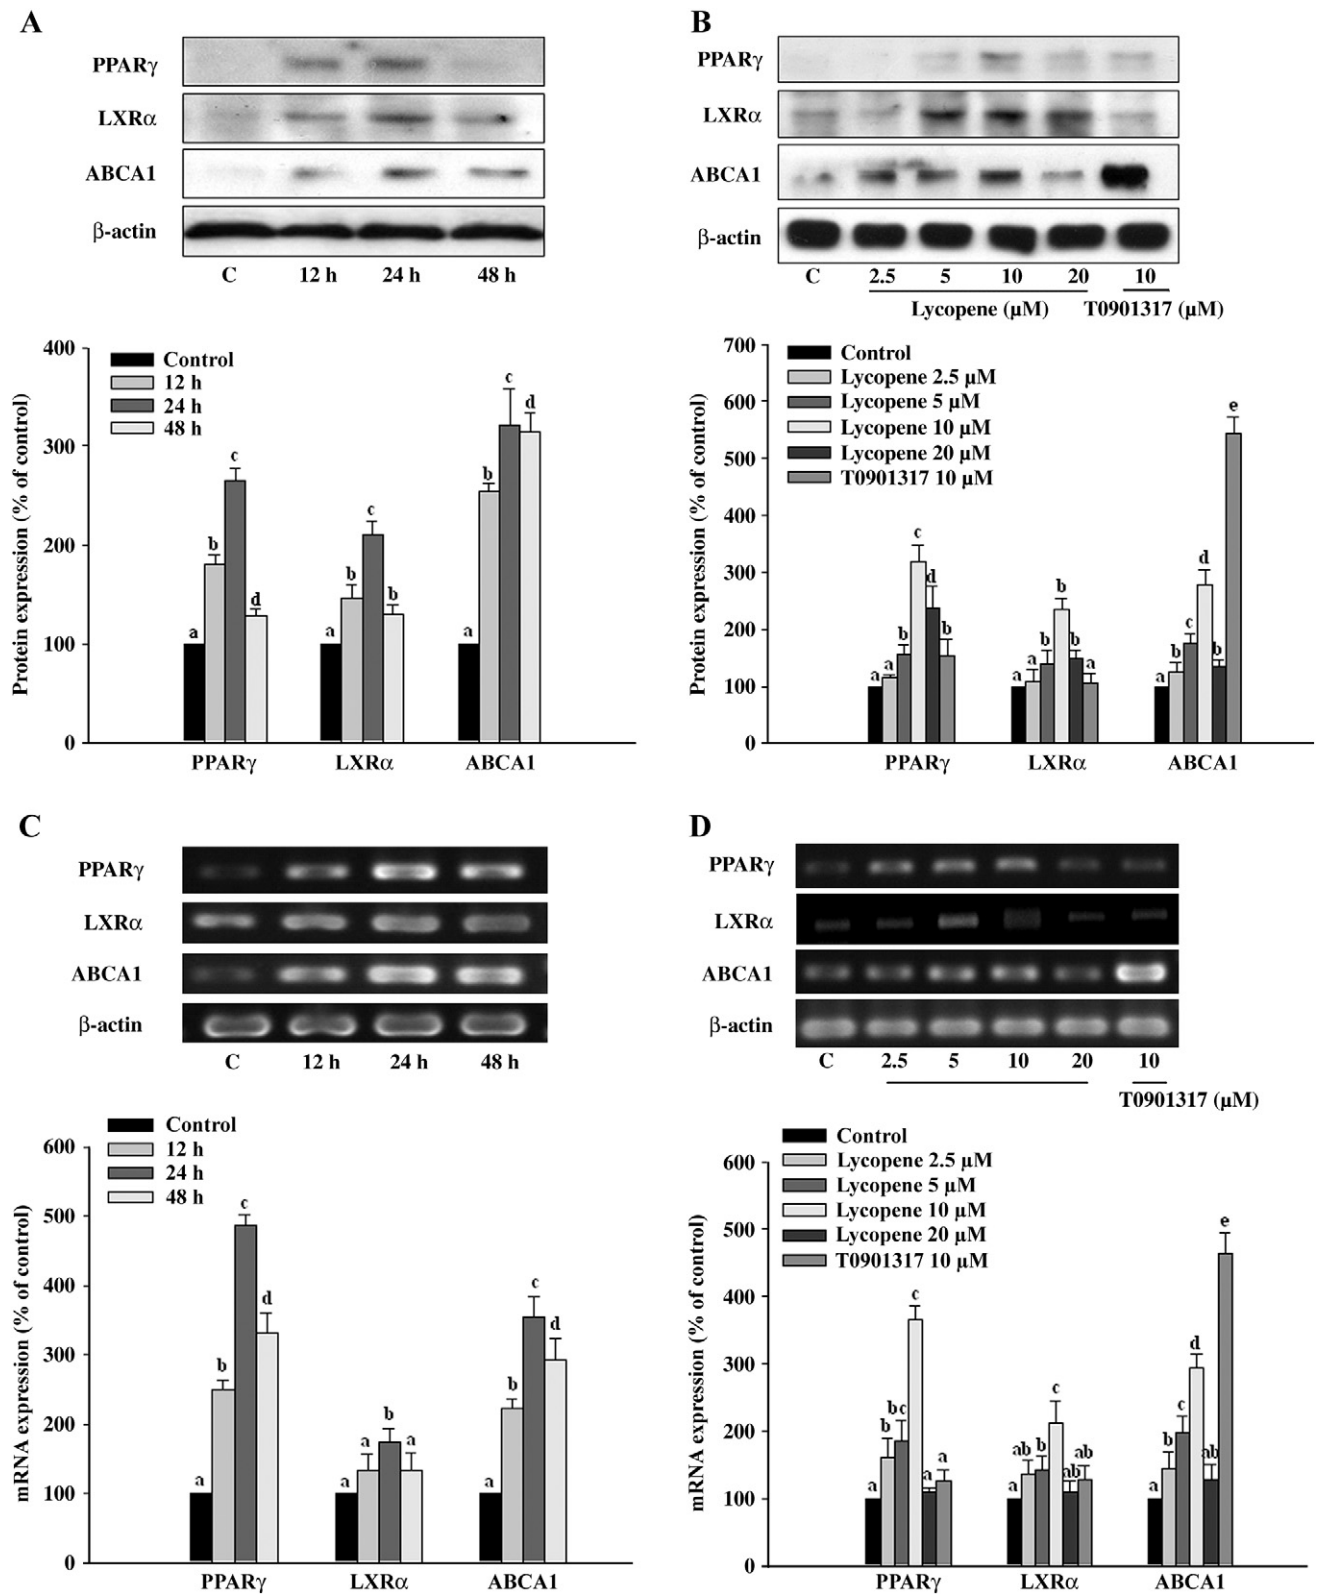 A
PPARγ
LXRα
ABCA1
β-actin
C 12 h 24 h 48 h
400
300
200
100
0
Protein expression (% of control)
Control
12 h
24 h
48 h
a b c d
a b c b
a b c d
PPARγ LXRα ABCA1
B
PPARγ
LXRα
ABCA1
β-actin
C 2.5 5 10 20 10
Lycopene (µM) T0901317 (µM)
700
600
500
400
300
200
100
0
Protein expression (% of control)
Control
Lycopene 2.5 µM
Lycopene 5 µM
Lycopene 10 µM
Lycopene 20 µM
T0901317 10 µM
a a b c d b
a a b b b a
a b c d b e
PPARγ LXRα ABCA1
C
PPARγ
LXRα
ABCA1
β-actin
C 12 h 24 h 48 h
600
500
400
300
200
100
0
mRNA expression (% of control)
Control
12 h
24 h
48 h
a b c d
a a b a
a b c d
PPARγ LXRα ABCA1
D
PPARγ
LXRα
ABCA1
β-actin
C 2.5 5 10 20 10
T0901317 (µM)
600
500
400
300
200
100
0
mRNA expression (% of control)
Control
Lycopene 2.5 µM
Lycopene 5 µM
Lycopene 10 µM
Lycopene 20 µM
T0901317 10 µM
a b bc c a a
a ab b c ab ab
a b c d ab e
PPARγ LXRα ABCA1